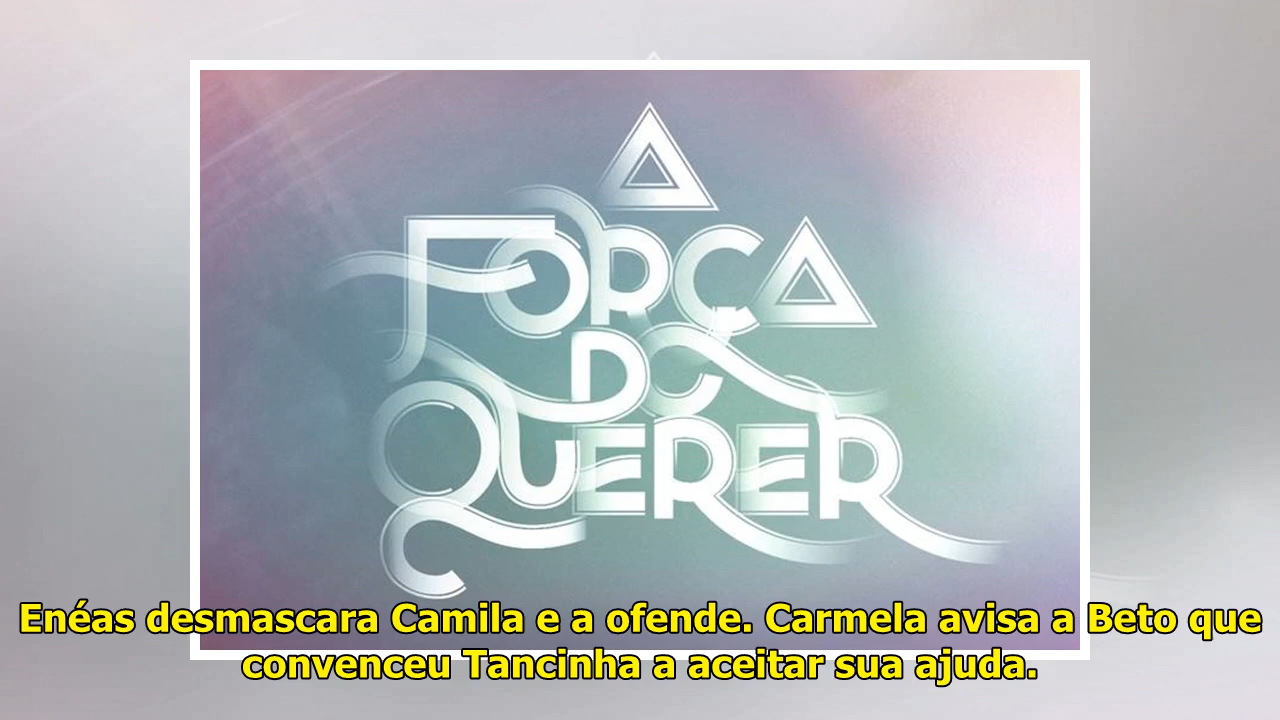 A
FORÇA
DO
QUERER
Enéas desmascara Camila e a ofende. Carmela avisa a Beto que
convenceu Tancinha a aceitar sua ajuda.